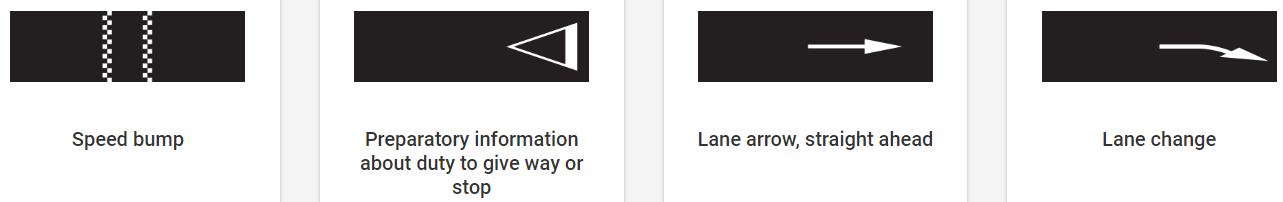 Speed bump
Preparatory information
about duty to give way or
stop
Lane arrow, straight ahead
Lane change